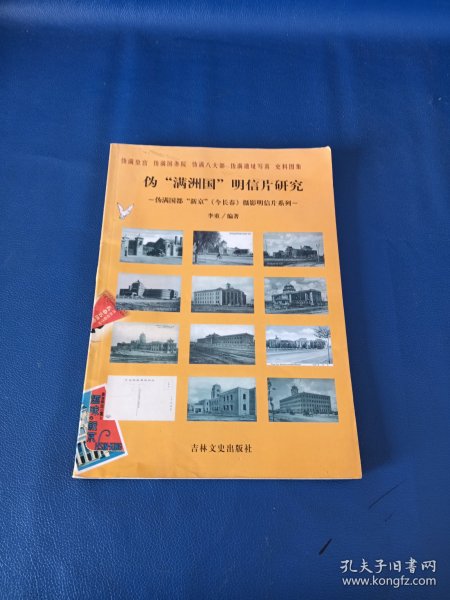 伪满皇宫 伪满国务院 伪满八大部 伪满遗址写真 史料图集
伪“满洲国”明信片研究
—伪满国都“新京”（今长春）摄影明信片系列—
李重／编著
吉林文史出版社
孔夫子旧书网
www.kongfz.com